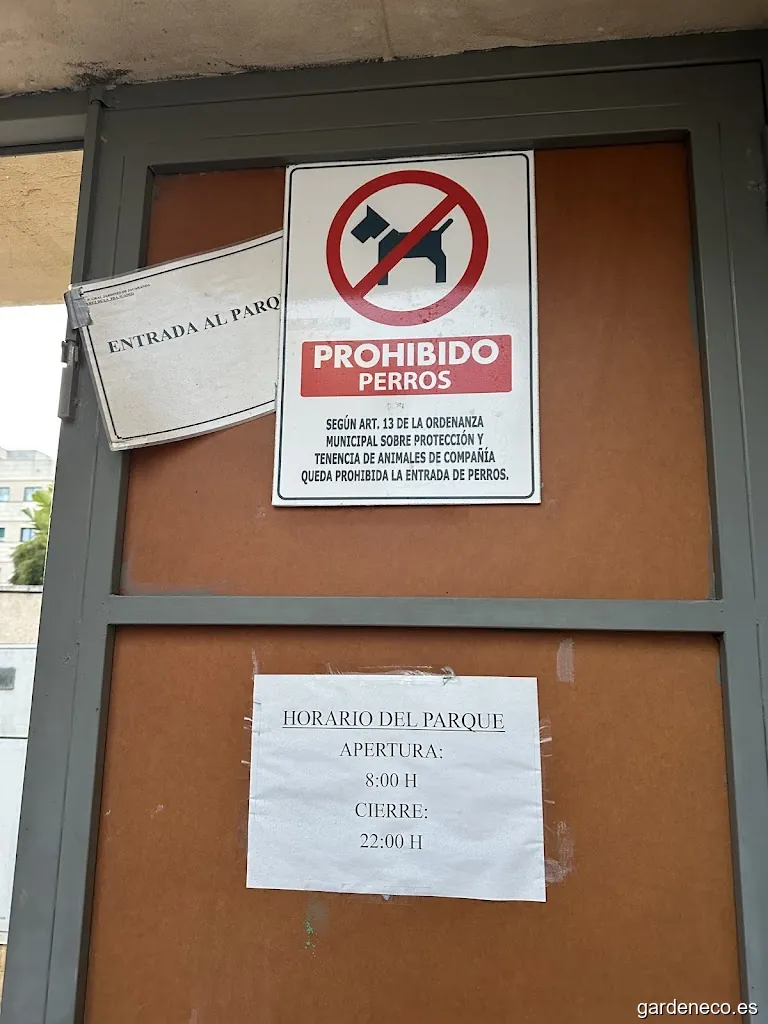 ENTRADA AL PARQ
PROHIBIDO
PERROS
SEGÚN ART. 13 DE LA ORDENANZA
MUNICIPAL SOBRE PROTECCIÓN Y
TENENCIA DE ANIMALES DE COMPAÑÍA
QUEDA PROHIBIDA LA ENTRADA DE PERROS.
HORARIO DEL PARQUE
APERTURA:
8:00 H
CIERRE:
22:00 H
gardeneco.es